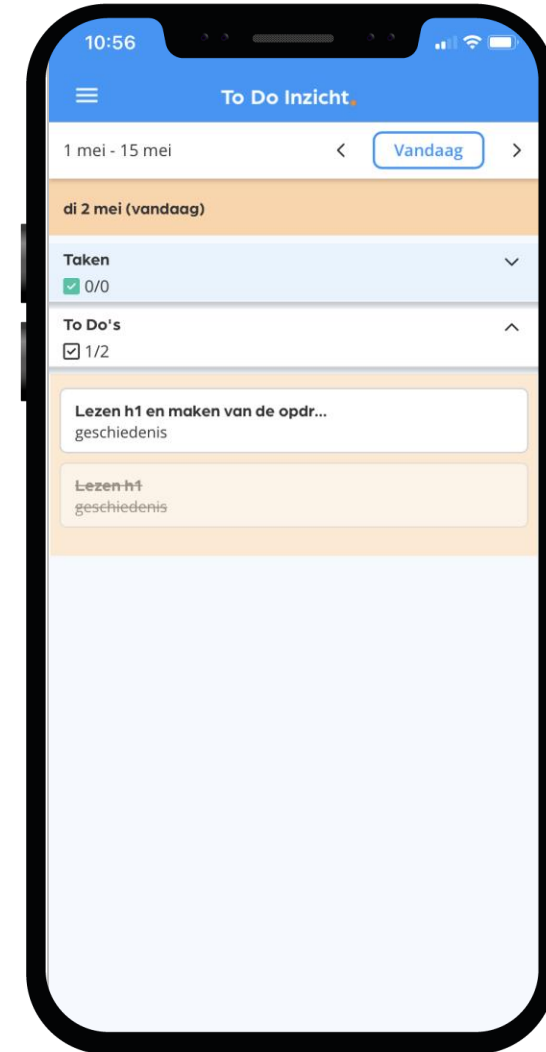 10:56
To Do Inzicht.
1 mei - 15 mei
Vandaag
di 2 mei (vandaag)
Taken
0/0
To Do's
1/2
Lezen h1 en maken van de opdr...
geschiedenis
Lezen h1
geschiedenis